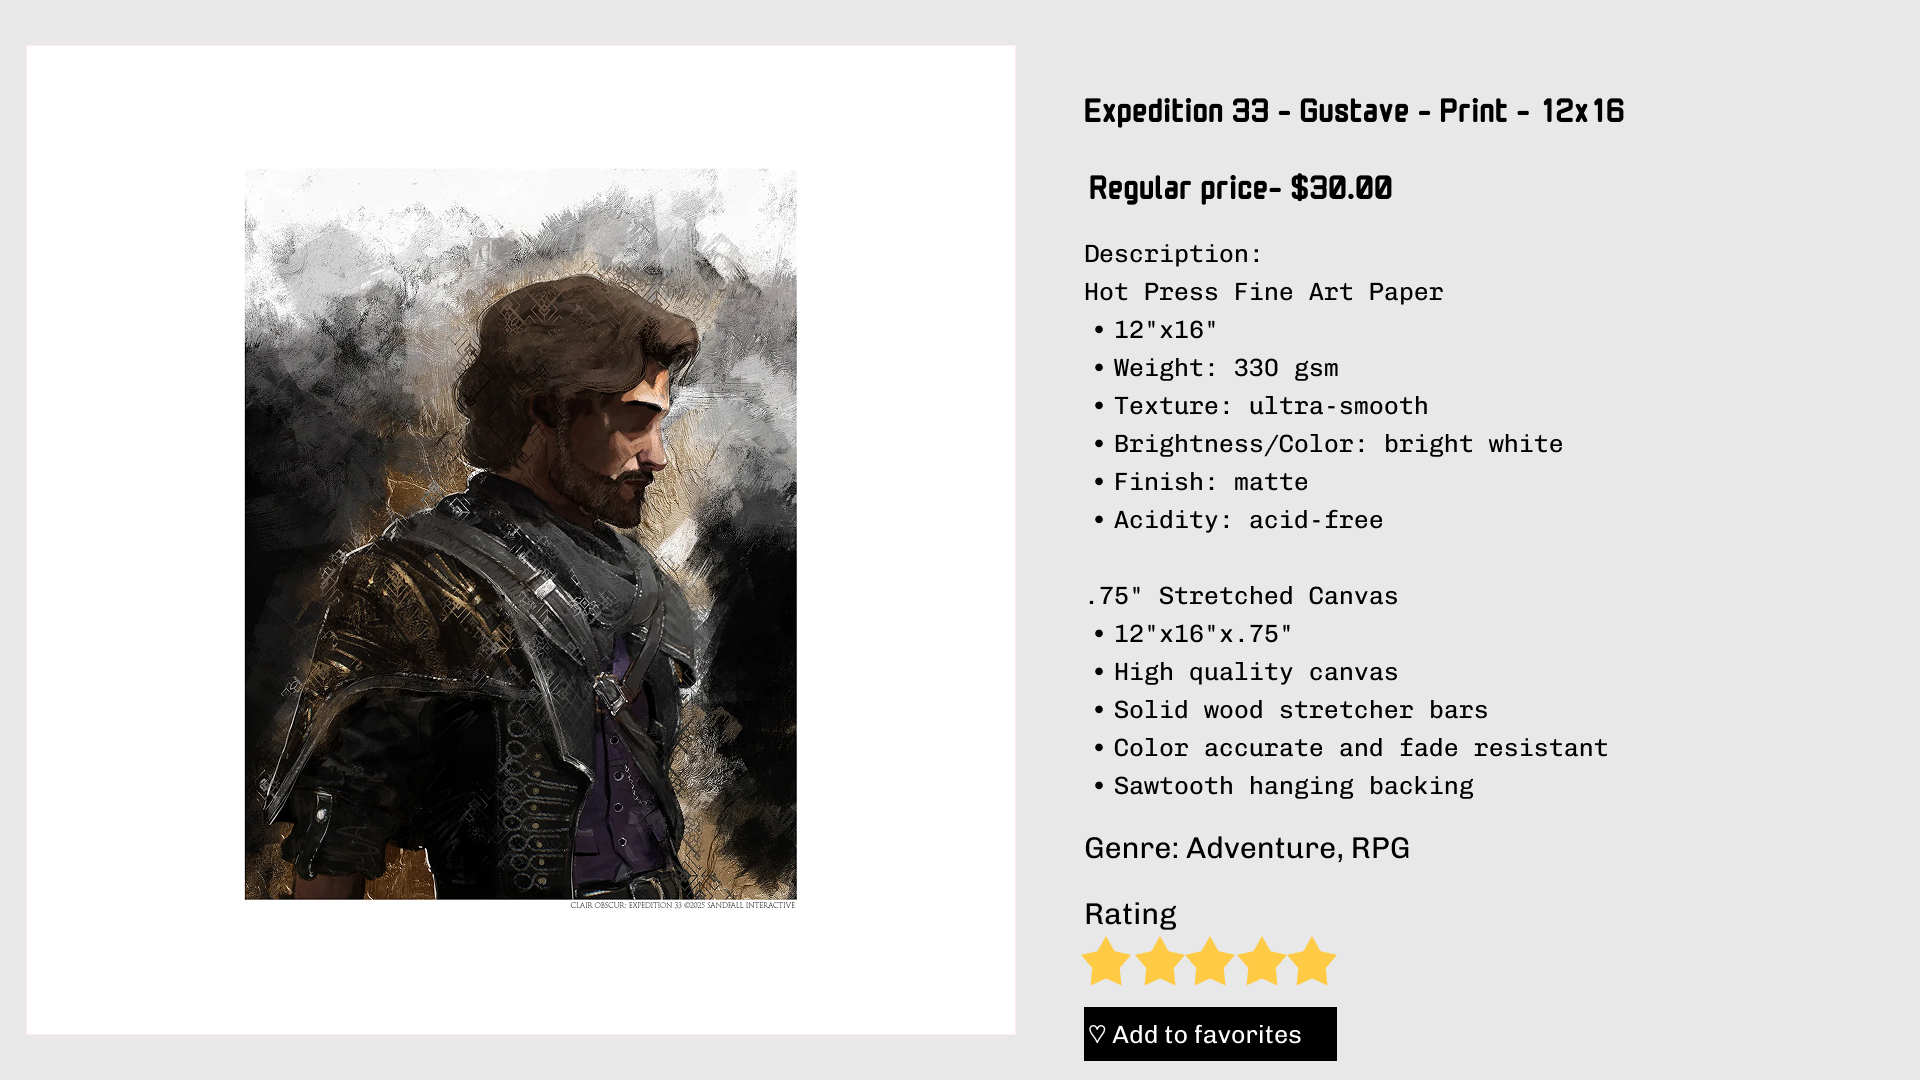 Expedition 33 - Gustave - Print - 12x16
Regular price- $30.00
Description:
Hot Press Fine Art Paper
• 12"x16"
• Weight: 330 gsm
• Texture: ultra-smooth
• Brightness/Color: bright white
• Finish: matte
• Acidity: acid-free
.75" Stretched Canvas
• 12"x16"x.75"
• High quality canvas
• Solid wood stretcher bars
• Color accurate and fade resistant
• Sawtooth hanging backing
Genre: Adventure, RPG
Rating
♡ Add to favorites
CLAIR OBSCUR: EXPEDITION 33 ©2025 SANDFALL INTERACTIVE